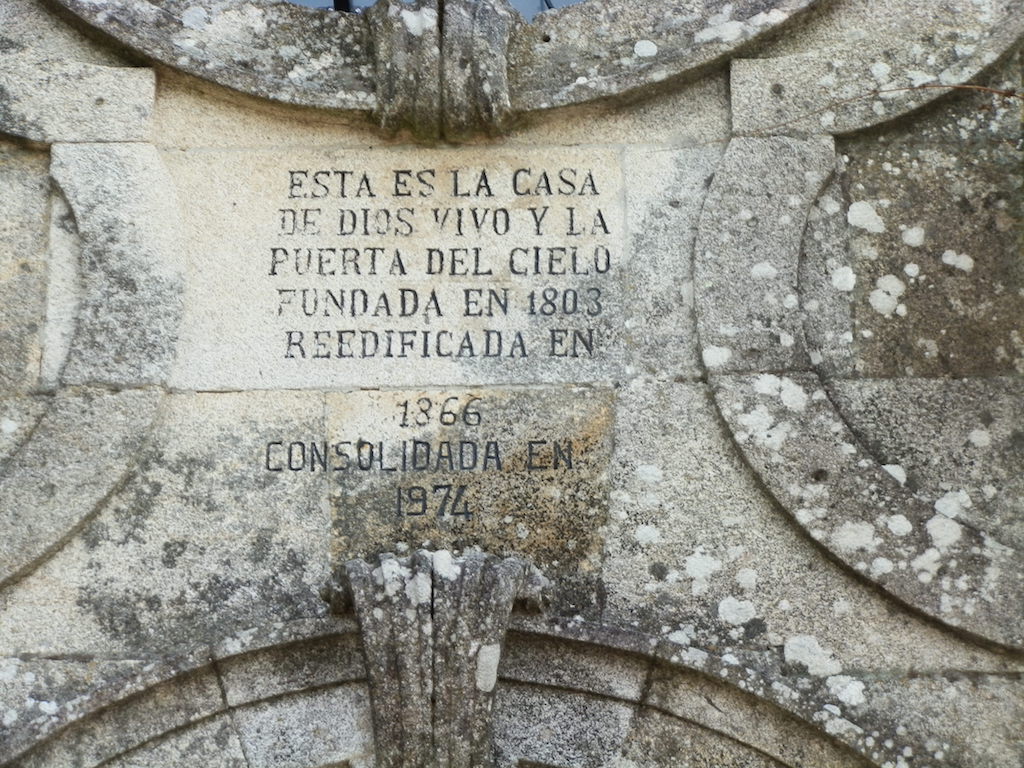 ESTA ES LA CASA
DE DIOS VIVO Y LA
PUERTA DEL CIELO
FUNDADA EN 1803
REEDIFICADA EN
1866
CONSOLIDADA EN
1974